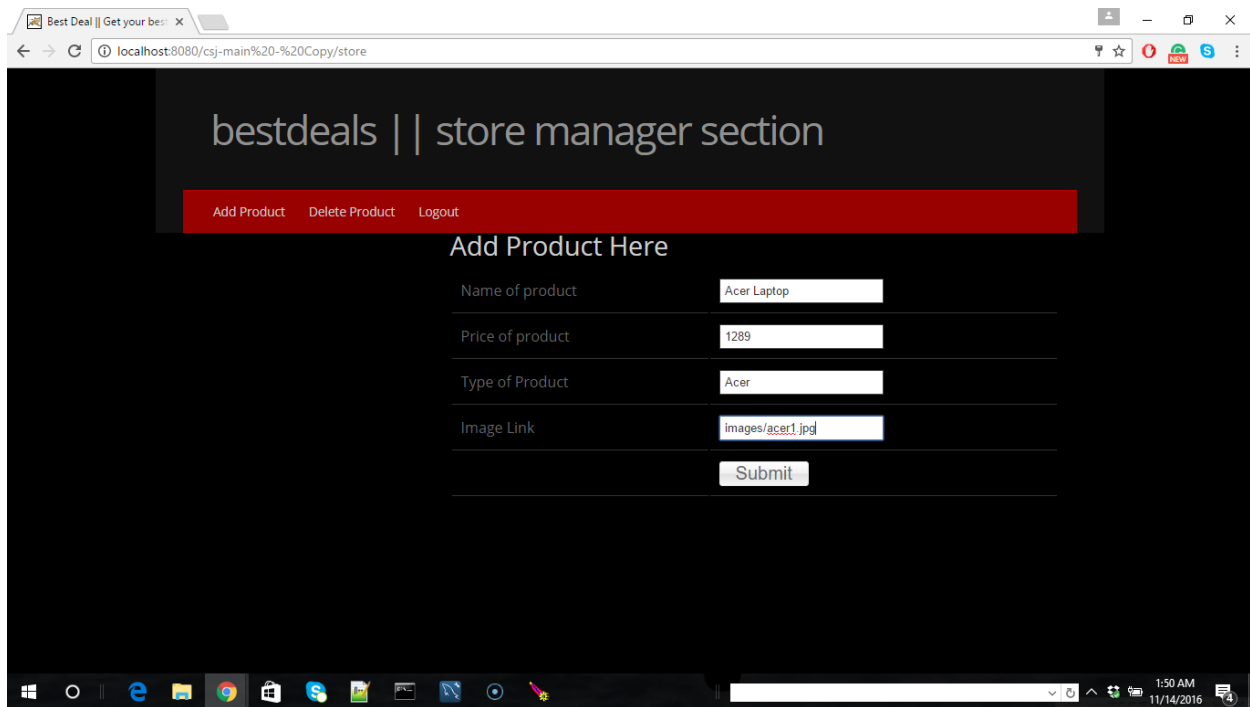 Best Deal || Get your bes
localhost:8080/csj-main%20-%20Copy/store
NEW
bestdeals || store manager section
Add Product Delete Product Logout
Add Product Here
Name of product Acer Laptop
Price of product 1289
Type of Product Acer
Image Link images/acer1.jpg
Submit
1:50 AM
11/14/2016
4